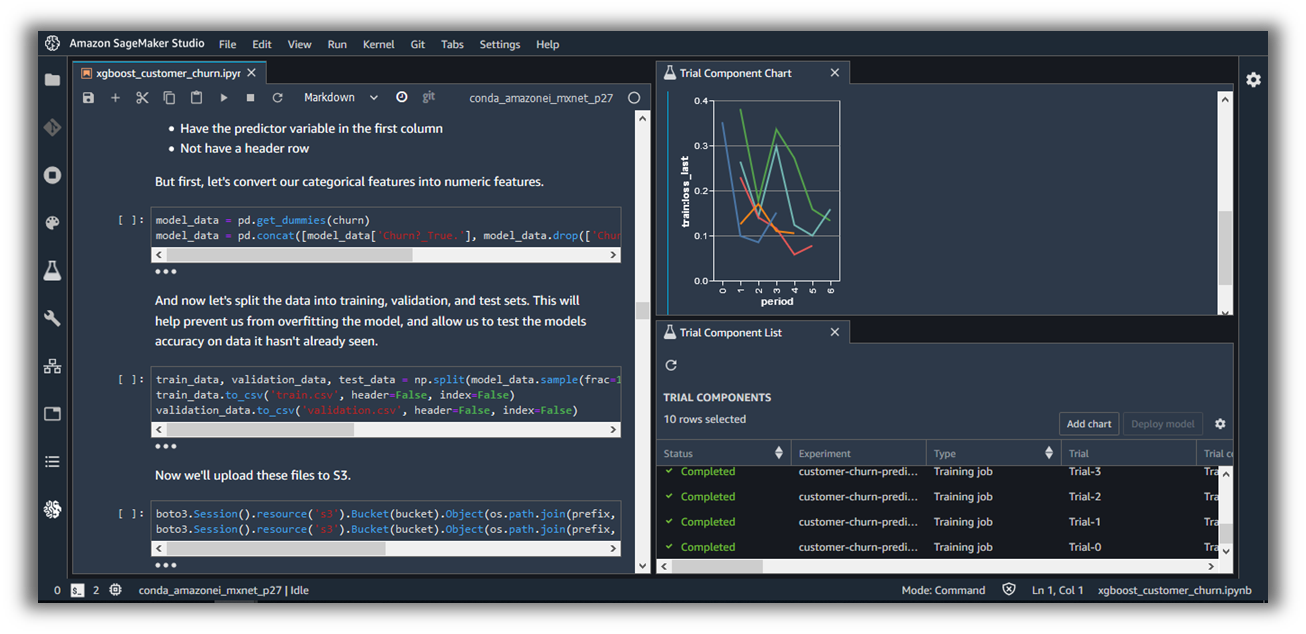 Amazon SageMaker Studio File Edit View Run Kernel Git Tabs Settings Help
xgboost_customer_churn.ipyr
Markdown git conda_amazonei_mxnet_p27
• Have the predictor variable in the first column
• Not have a header row
But first, let's convert our categorical features into numeric features.
[ ]: model_data = pd.get_dummies(churn)
model_data = pd.concat([model_data['Churn?_True.'], model_data.drop(['Chur
And now let's split the data into training, validation, and test sets. This will
help prevent us from overfitting the model, and allow us to test the models
accuracy on data it hasn't already seen.
[ ]: train_data, validation_data, test_data = np.split(model_data.sample(frac=1
train_data.to_csv('train.csv', header=False, index=False)
validation_data.to_csv('validation.csv', header=False, index=False)
Now we'll upload these files to S3.
[ ]: boto3.Session().resource('s3').Bucket(bucket).Object(os.path.join(prefix,
boto3.Session().resource('s3').Bucket(bucket).Object(os.path.join(prefix,
Trial Component Chart
train:loss_last
0.4
0.3
0.2
0.1
0.0
0 1 2 3 4 5 6
period
Trial Component List
TRIAL COMPONENTS
10 rows selected
Add chart Deploy model
Status Experiment Type Trial Trial co
Completed customer-churn-predi... Training job Trial-3 Tra
Completed customer-churn-predi... Training job Trial-2 Tra
Completed customer-churn-predi... Training job Trial-1 Tra
Completed customer-churn-predi... Training job Trial-0 Tra
0 $_ 2 conda_amazonei_mxnet_p27 | Idle Mode: Command Ln 1, Col 1 xgboost_customer_churn.ipynb